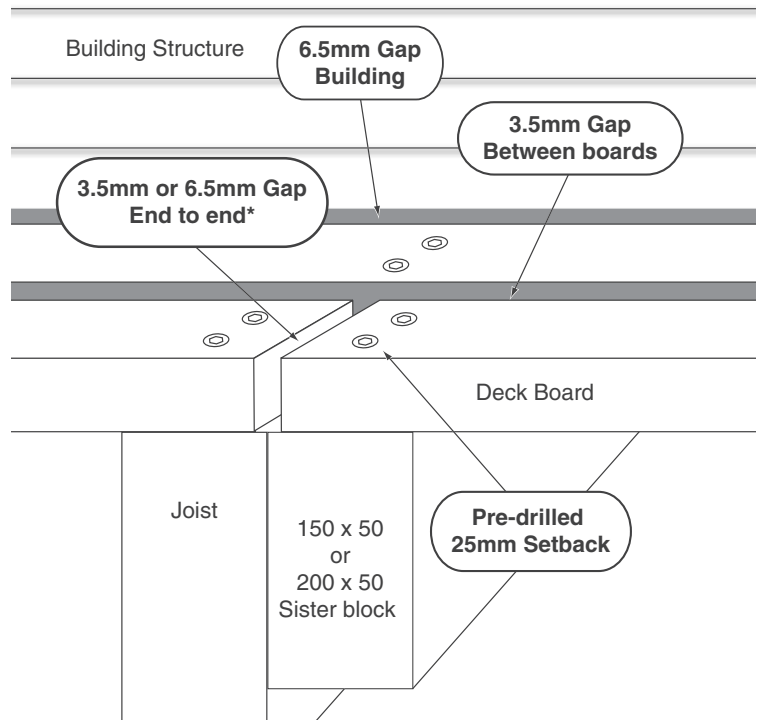 Building Structure
6.5mm Gap
Building
3.5mm Gap
Between boards
3.5mm or 6.5mm Gap
End to end*
Deck Board
Joist
150 x 50
or
200 x 50
Sister block
Pre-drilled
25mm Setback